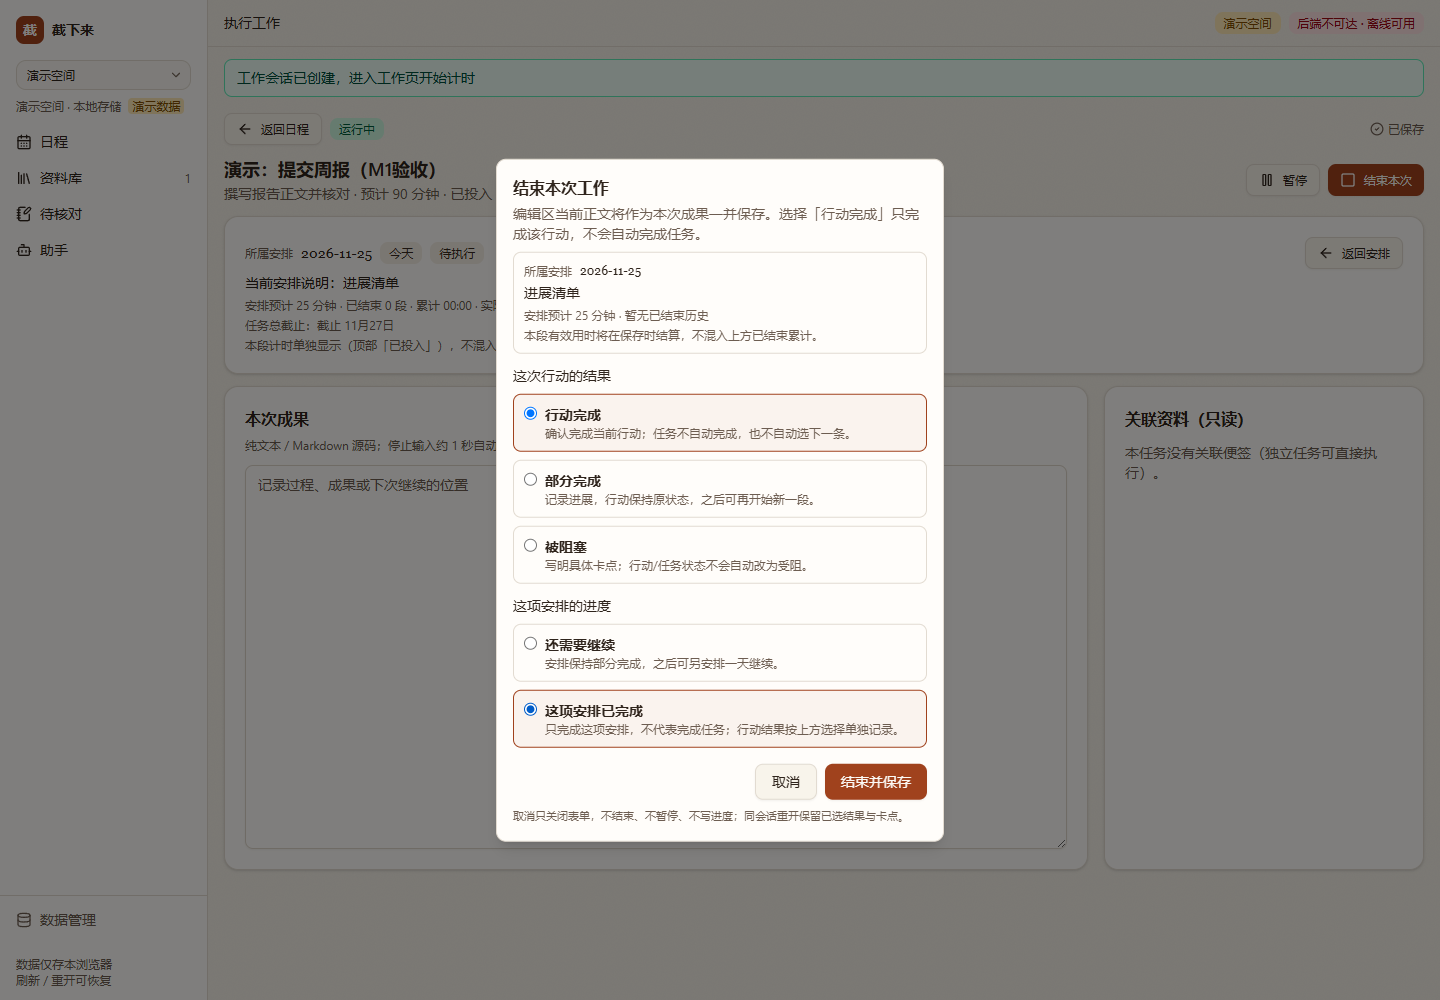 截 截下来
演示空间
演示空间 · 本地存储 演示数据
日程
资料库 1
待核对
助手
数据管理
数据仅存本浏览器
刷新 / 重开可恢复
执行工作
演示空间 后端不可达 · 离线可用
工作会话已创建，进入工作页开始计时
返回日程 运行中 已保存
演示：提交周报（M1验收）
撰写报告正文并核对 · 预计 90 分钟 · 已投入
暂停 结束本次
所属安排 2026-11-25 今天 待执行
返回安排
当前安排说明：进展清单
安排预计 25 分钟 · 已结束 0 段 · 累计 00:00 · 实
任务总截止：截止 11月27日
本段计时单独显示（顶部「已投入」），不混入
本次成果
纯文本 / Markdown 源码；停止输入约 1 秒自动
记录过程、成果或下次继续的位置
关联资料（只读）
本任务没有关联便签（独立任务可直接执
行）。
结束本次工作
编辑区当前正文将作为本次成果一并保存。选择「行动完成」只完
成该行动，不会自动完成任务。
所属安排 2026-11-25
进展清单
安排预计 25 分钟 · 暂无已结束历史
本段有效用时将在保存时结算，不混入上方已结束累计。
这次行动的结果
行动完成
确认完成当前行动；任务不自动完成，也不自动选下一条。
部分完成
记录进展，行动保持原状态，之后可再开始新一段。
被阻塞
写明具体卡点；行动/任务状态不会自动改为受阻。
这项安排的进度
还需要继续
安排保持部分完成，之后可另安排一天继续。
这项安排已完成
只完成这项安排，不代表完成任务；行动结果按上方选择单独记录。
取消 结束并保存
取消只关闭表单，不结束、不暂停、不写进度；同会话重开保留已选结果与卡点。